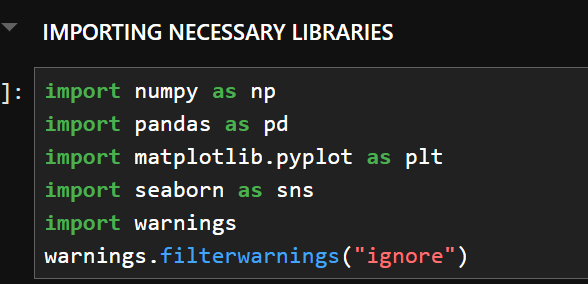 IMPORTING NECESSARY LIBRARIES
]:
import numpy as np
import pandas as pd
import matplotlib.pyplot as plt
import seaborn as sns
import warnings
warnings.filterwarnings("ignore")